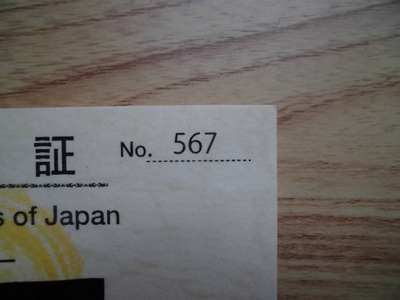 証 No. 567
of Japan